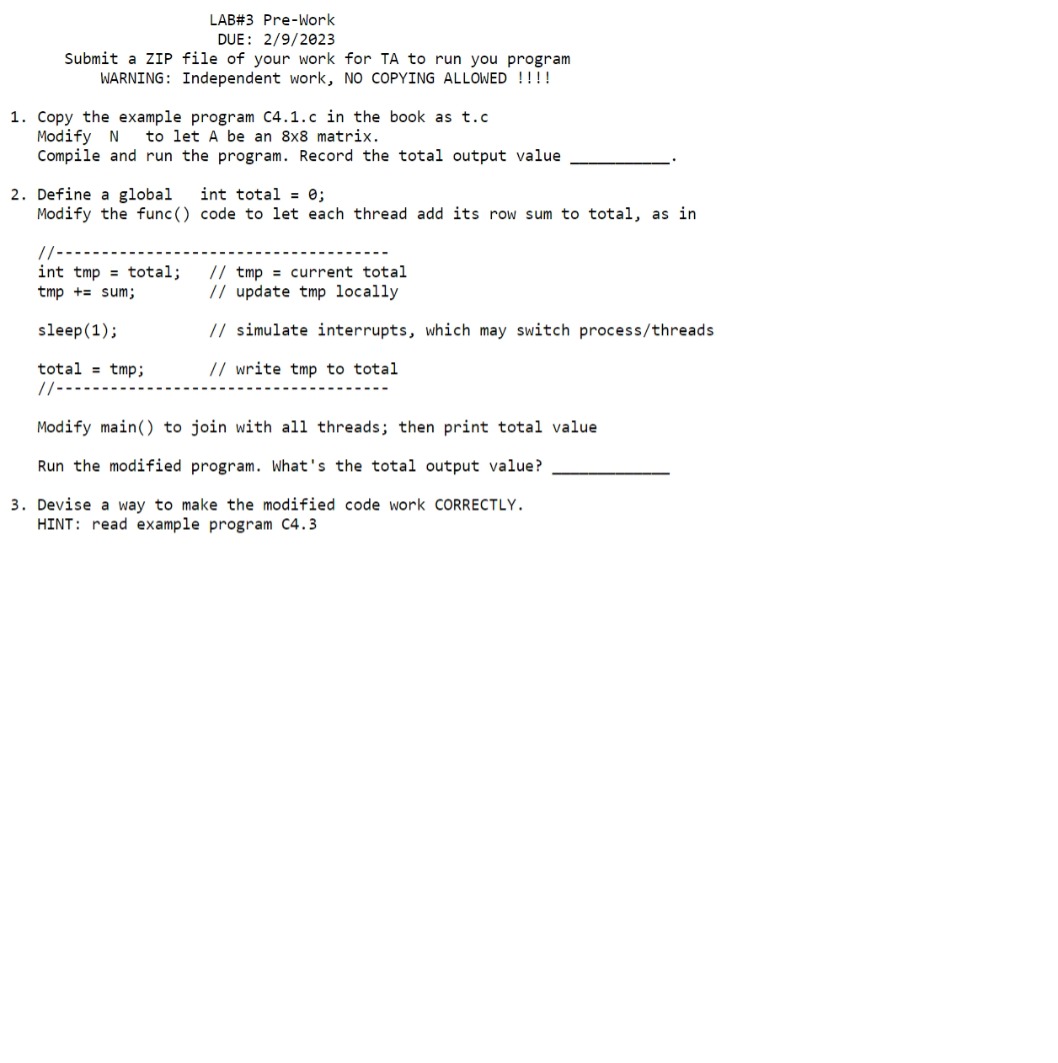 LAB#3 Pre-Work
DUE: 2/9/2023
Submit a ZIP file of your work for TA to run you program
WARNING: Independent work, NO COPYING ALLOWED !!!!
1. Copy the example program C4.1.c in the book as t.c
Modify N to let A be an 8x8 matrix.
Compile and run the program. Record the total output value ___________.
2. Define a global int total = 0;
Modify the func() code to let each thread add its row sum to total, as in
//-------------------------------------
int tmp = total; // tmp = current total
tmp += sum; // update tmp locally
sleep(1); // simulate interrupts, which may switch process/threads
total = tmp; // write tmp to total
//-------------------------------------
Modify main() to join with all threads; then print total value
Run the modified program. What's the total output value? _____________
3. Devise a way to make the modified code work CORRECTLY.
HINT: read example program C4.3